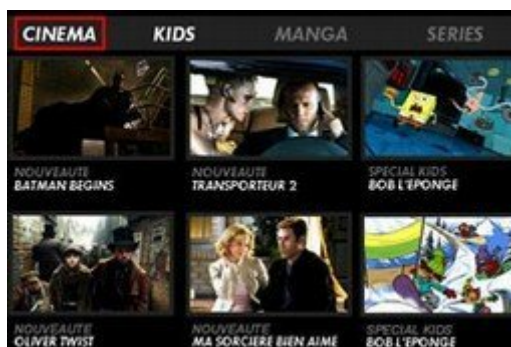 CINEMA KIDS MANGA SERIES
NOUVEAUTE NOUVEAUTE SPECIAL KIDS
BATMAN BEGINS TRANSPORTEUR 2 BOB L'EPONGE
NOUVEAUTE NOUVEAUTE SPECIAL KIDS
OLIVER TWIST MA SORCIERE BIEN AIME BOB L'EPONGE